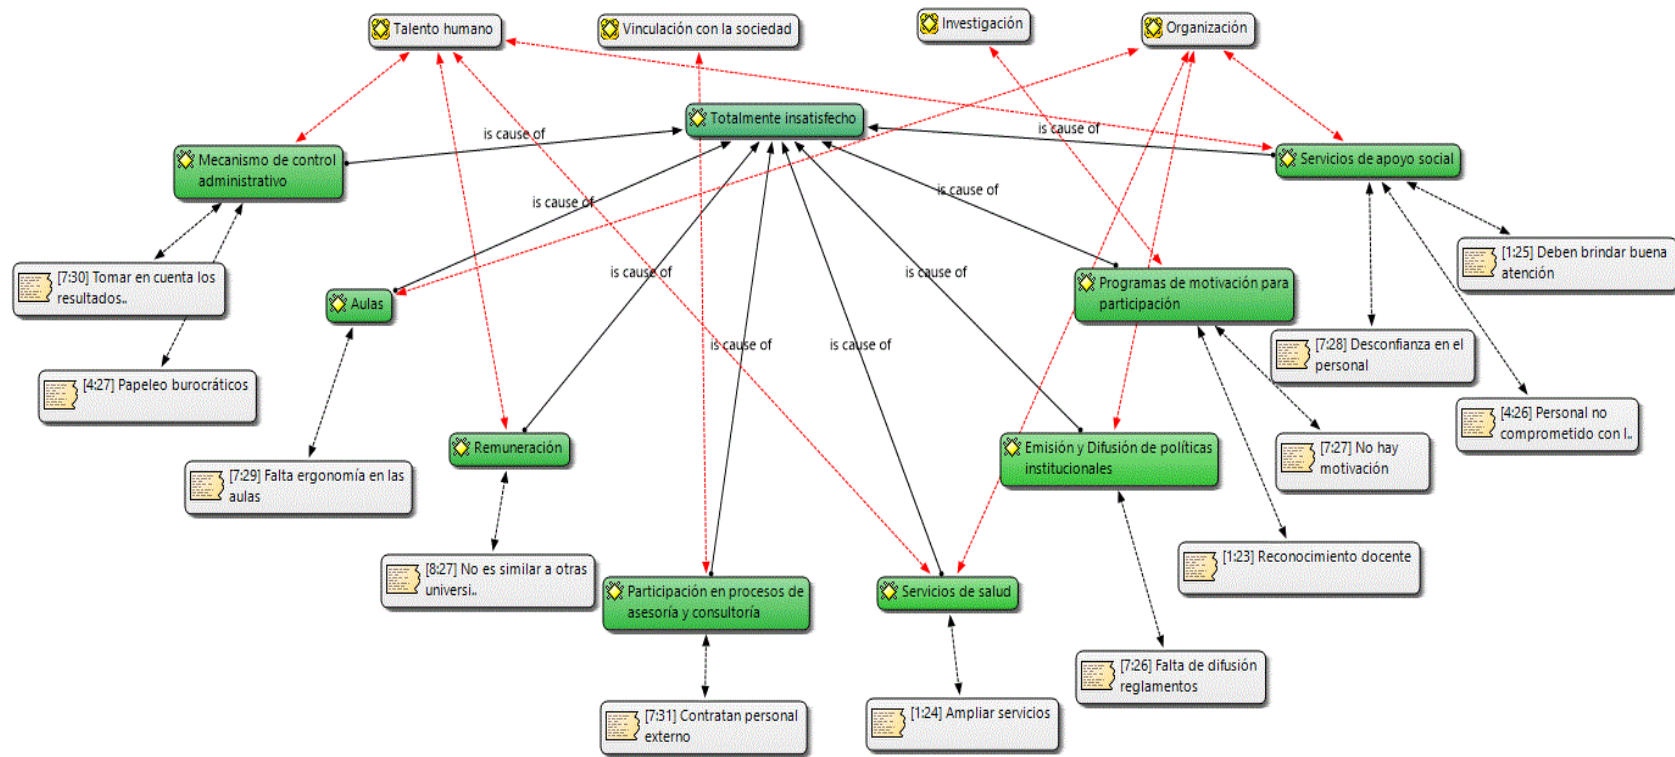 Talento humano
Vinculación con la sociedad
Investigación
Organización
Totalmente insatisfecho
is cause of
is cause of
Mecanismo de control
administrativo
Servicios de apoyo social
is cause of
is cause of
[7:30] Tomar en cuenta los
resultados..
[1:25] Deben brindar buena
atención
is cause of
is cause of
Programas de motivación para
participación
Aulas
is cause of
is cause of
[7:28] Desconfianza en el
personal
[4:27] Papeleo burocráticos
[4:26] Personal no
comprometido con l..
Remuneración
Emisión y Difusión de políticas
institucionales
[7:27] No hay
motivación
[7:29] Falta ergonomía en las
aulas
[1:23] Reconocimiento docente
[8:27] No es similar a otras
universi..
Participación en procesos de
asesoría y consultoría
Servicios de salud
[7:26] Falta de difusión
reglamentos
[7:31] Contratan personal
externo
[1:24] Ampliar servicios